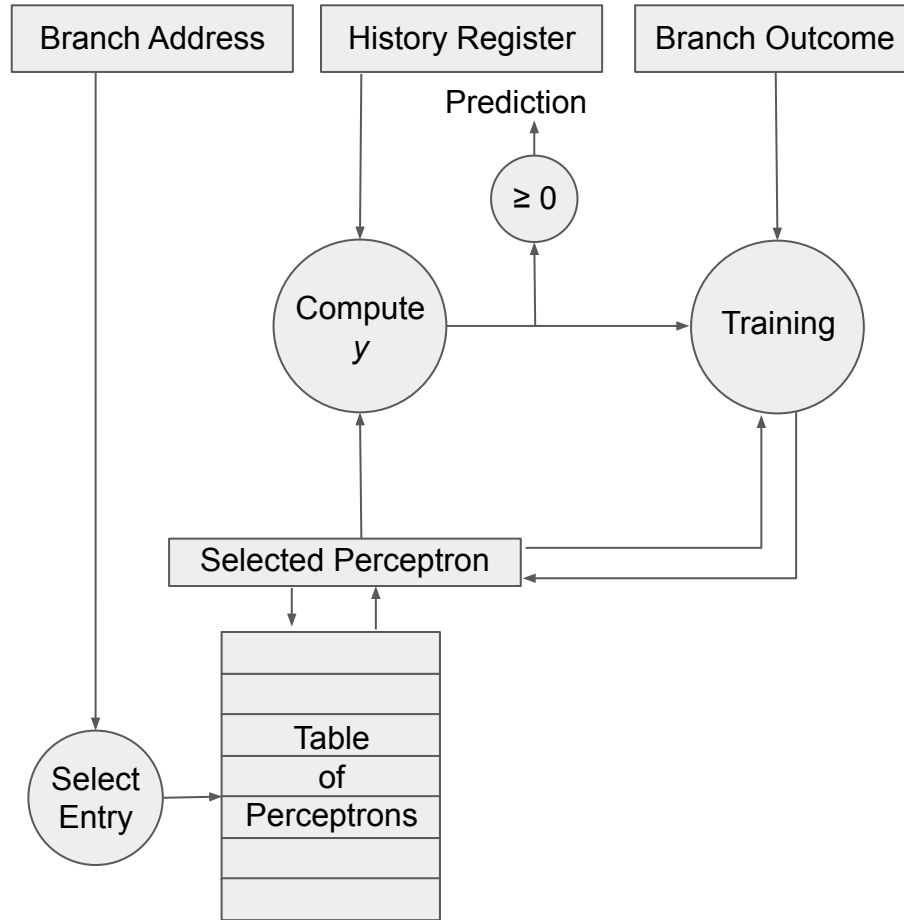 Branch Address
History Register
Branch Outcome
Prediction
≥ 0
Compute
y
Training
Selected Perceptron
Table
of
Perceptrons
Select
Entry